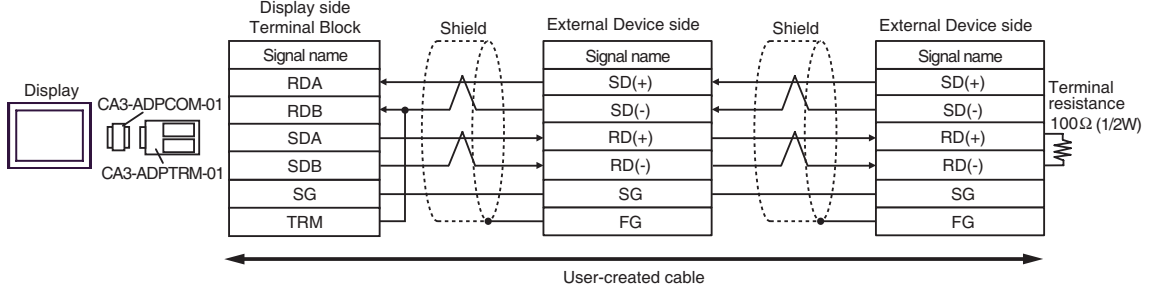 Display
CA3-ADPCOM-01
CA3-ADPTRM-01
Display side
Terminal Block
Signal name
RDA
RDB
SDA
SDB
SG
TRM
Shield
External Device side
Signal name
SD(+)
SD(-)
RD(+)
RD(-)
SG
FG
Shield
External Device side
Signal name
SD(+)
SD(-)
RD(+)
RD(-)
SG
FG
Terminal
resistance
100Ω (1/2W)
User-created cable